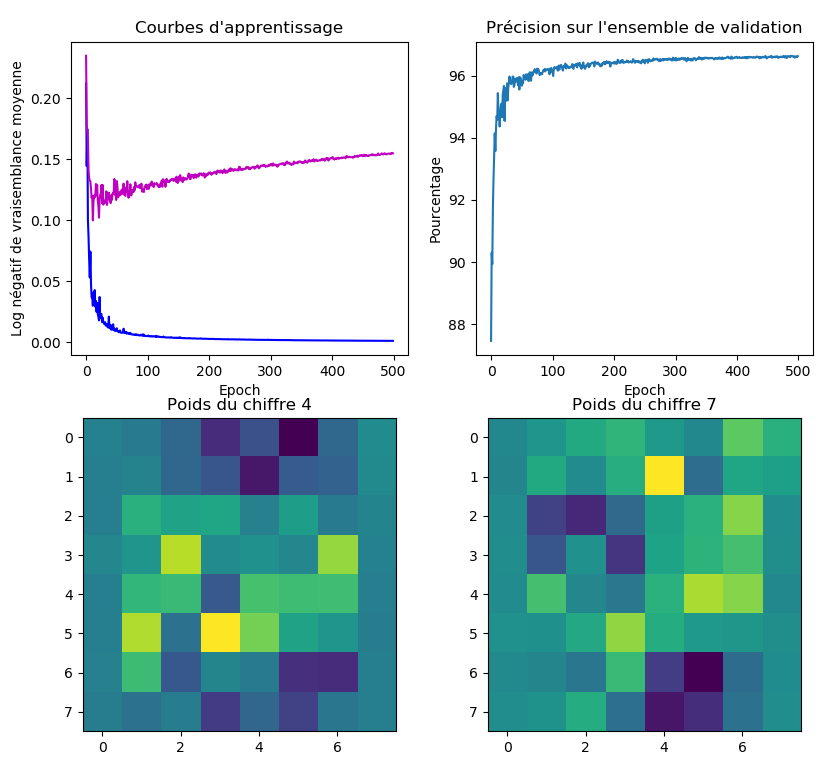 Courbes d'apprentissage
Log négatif de vraisemblance moyenne
0.20
0.15
0.10
0.05
0.00
0 100 200 300 400 500
Epoch
Précision sur l'ensemble de validation
Pourcentage
96
94
92
90
88
0 100 200 300 400 500
Epoch
Poids du chiffre 4
0
1
2
3
4
5
6
7
0 2 4 6
Poids du chiffre 7
0
1
2
3
4
5
6
7
0 2 4 6